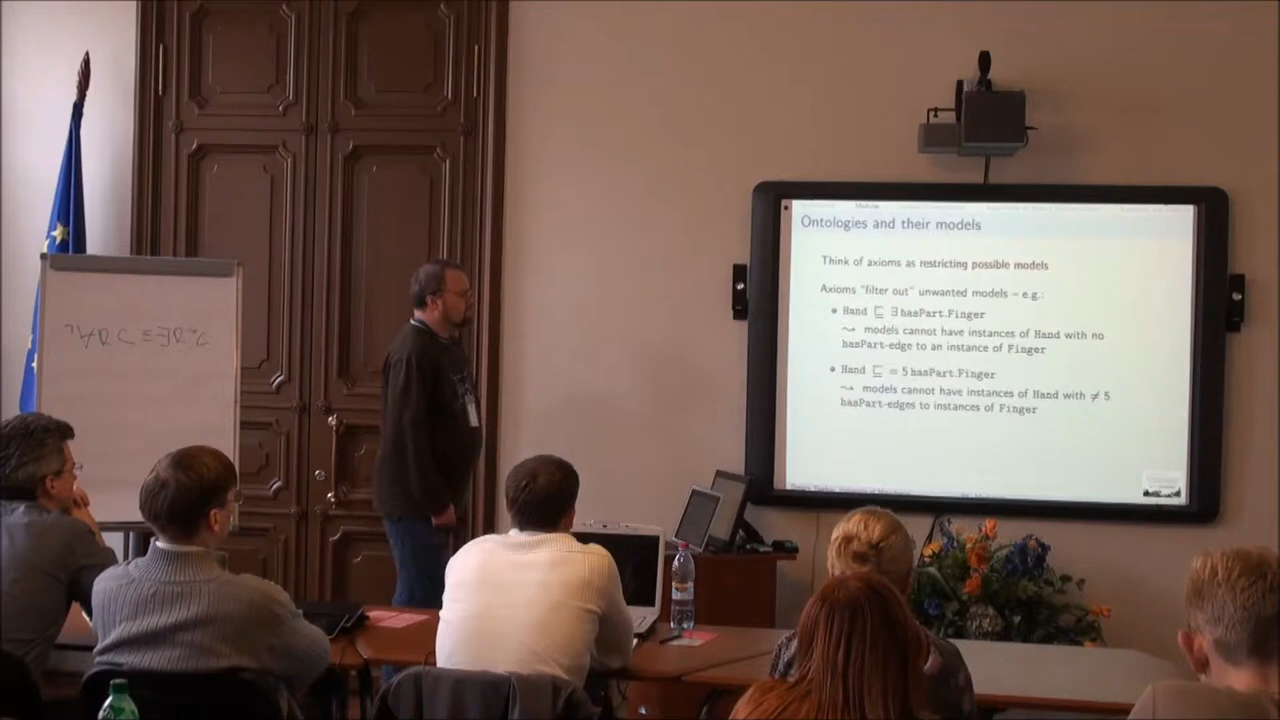 Ontologies and their models
Think of axioms as restricting possible models
Axioms "filter out" unwanted models – e.g.:
• Hand ⊑ ∃ hasPart.Finger
⇝ models cannot have instances of Hand with no
hasPart-edge to an instance of Finger
• Hand ⊑ = 5 hasPart.Finger
⇝ models cannot have instances of Hand with ≠ 5
hasPart-edges to instances of Finger